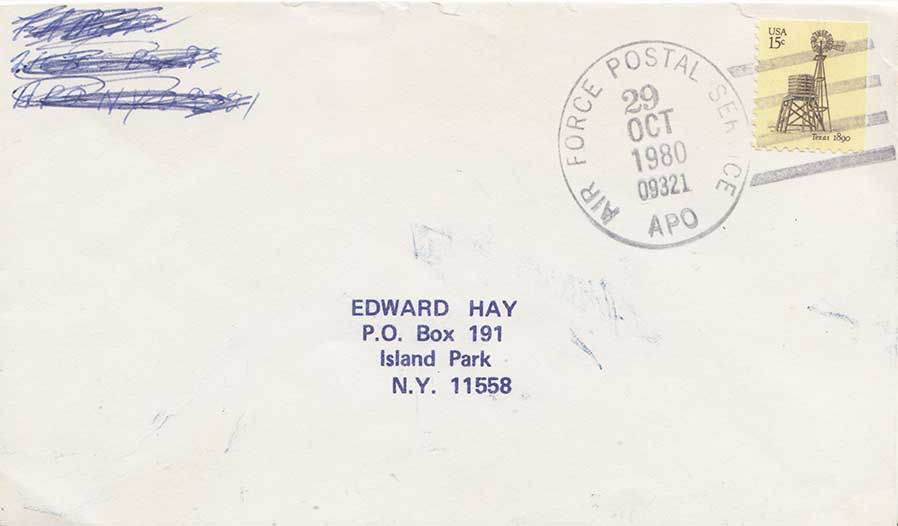 AIR FORCE POSTAL SERVICE
29
OCT
1980
09321
APO
USA
15c
Texas 1890
EDWARD HAY
P.O. Box 191
Island Park
N.Y. 11558